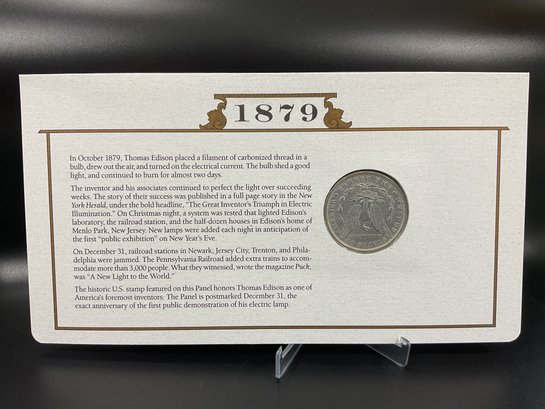 1879
In October 1879, Thomas Edison placed a filament of carbonized thread in a
bulb, drew out the air, and turned on the electrical current. The bulb shed a
good light, and continued to burn for almost two days.
The inventor and his associates continued to perfect the light over succeeding
weeks. The story of their success was published in a full page story in the New
York Herald, under the bold headline, "The Great Inventor's Triumph in Electric
Illumination." On Christmas night, a system was tested that lighted Edison's
laboratory, the railroad station, and the half-dozen houses in Edison's home of
Menlo Park, New Jersey. New lamps were added each night in anticipation of
the first "public exhibition" on New Year's Eve.
On December 31, railroad stations in Newark, Jersey City, Trenton, and Phila-
delphia were jammed. The Pennsylvania Railroad added extra trains to accom-
modate more than 3,000 people. What they witnessed, wrote the magazine Puck,
was "A New Light to the World."
The historic U.S. stamp featured on this Panel honors Thomas Edison as one of
America's foremost inventors. The Panel is postmarked December 31, the
exact anniversary of the first public demonstration of his electric lamp.